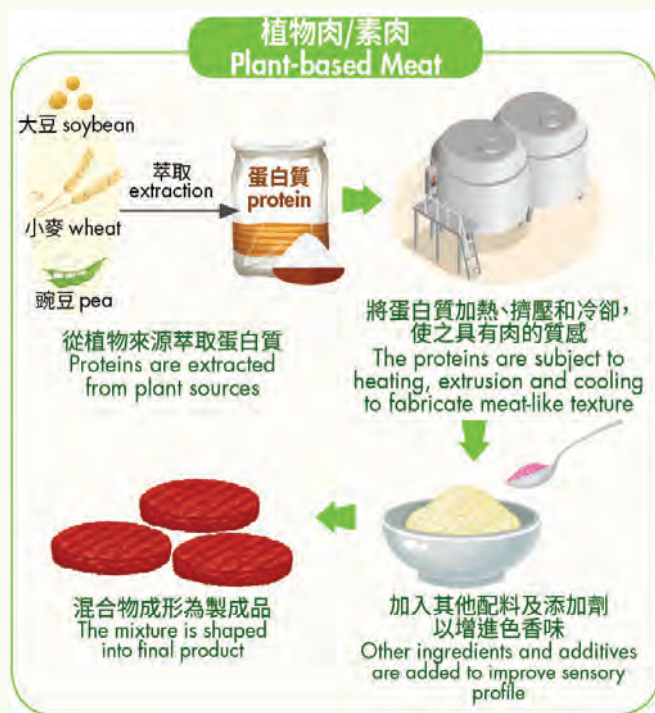 植物肉/素肉
Plant-based Meat
大豆 soybean
萃取
extraction
小麥 wheat
豌豆 pea
蛋白質
protein
從植物來源萃取蛋白質
Proteins are extracted
from plant sources
將蛋白質加熱、擠壓和冷卻，
使之具有肉的質感
The proteins are subject to
heating, extrusion and cooling
to fabricate meat-like texture
加入其他配料及添加劑
以增進色香味
Other ingredients and additives
are added to improve sensory
profile
混合物成形為製成品
The mixture is shaped
into final product